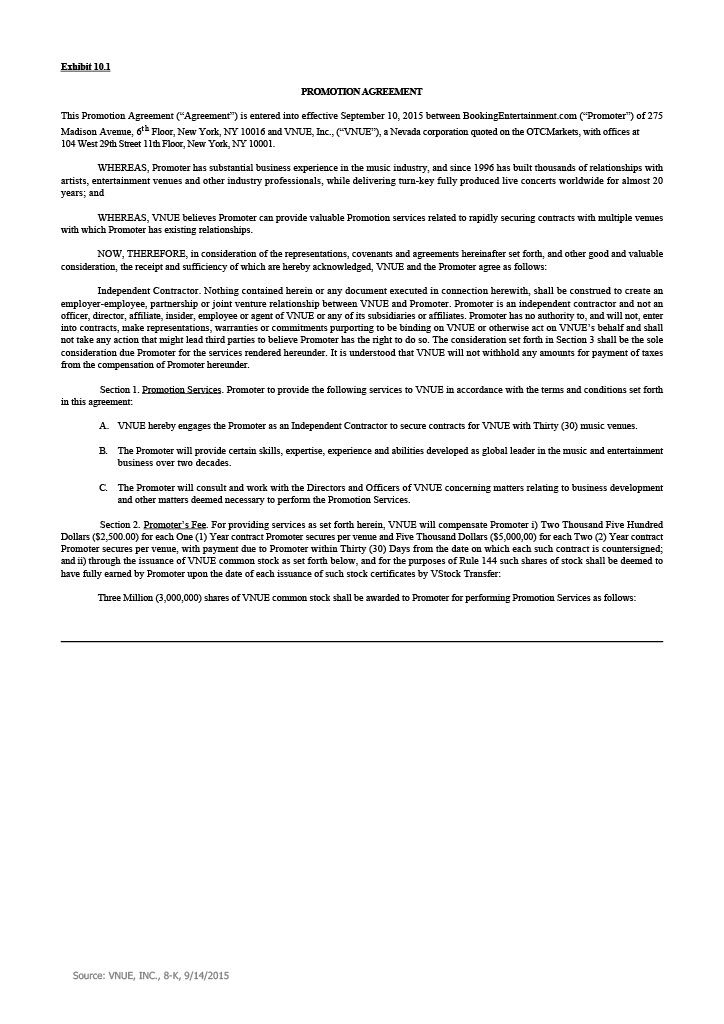 Exhibit 10.1
PROMOTION AGREEMENT
This Promotion Agreement (“Agreement”) is entered into effective September 10, 2015 between BookingEntertainment.com (“Promoter”) of 275
Madison Avenue, 6th Floor, New York, NY 10016 and VNUE, Inc., (“VNUE”), a Nevada corporation quoted on the OTCMarkets, with offices at
104 West 29th Street 11th Floor, New York, NY 10001.
WHEREAS, Promoter has substantial business experience in the music industry, and since 1996 has built thousands of relationships with
artists, entertainment venues and other industry professionals, while delivering turn-key fully produced live concerts worldwide for almost 20
years; and
WHEREAS, VNUE believes Promoter can provide valuable Promotion services related to rapidly securing contracts with multiple venues
with which Promoter has existing relationships.
NOW, THEREFORE, in consideration of the representations, covenants and agreements hereinafter set forth, and other good and valuable
consideration, the receipt and sufficiency of which are hereby acknowledged, VNUE and the Promoter agree as follows:
Independent Contractor. Nothing contained herein or any document executed in connection herewith, shall be construed to create an
employer-employee, partnership or joint venture relationship between VNUE and Promoter. Promoter is an independent contractor and not an
officer, director, affiliate, insider, employee or agent of VNUE or any of its subsidiaries or affiliates. Promoter has no authority to, and will not, enter
into contracts, make representations, warranties or commitments purporting to be binding on VNUE or otherwise act on VNUE’s behalf and shall
not take any action that might lead third parties to believe Promoter has the right to do so. The consideration set forth in Section 3 shall be the sole
consideration due Promoter for the services rendered hereunder. It is understood that VNUE will not withhold any amounts for payment of taxes
from the compensation of Promoter hereunder.
Section 1. Promotion Services. Promoter to provide the following services to VNUE in accordance with the terms and conditions set forth
in this agreement:
A. VNUE hereby engages the Promoter as an Independent Contractor to secure contracts for VNUE with Thirty (30) music venues.
B. The Promoter will provide certain skills, expertise, experience and abilities developed as global leader in the music and entertainment
business over two decades.
C. The Promoter will consult and work with the Directors and Officers of VNUE concerning matters relating to business development
and other matters deemed necessary to perform the Promotion Services.
Section 2. Promoter’s Fee. For providing services as set forth herein, VNUE will compensate Promoter i) Two Thousand Five Hundred
Dollars ($2,500.00) for each One (1) Year contract Promoter secures per venue and Five Thousand Dollars ($5,000,00) for each Two (2) Year contract
Promoter secures per venue, with payment due to Promoter within Thirty (30) Days from the date on which each such contract is countersigned;
and ii) through the issuance of VNUE common stock as set forth below, and for the purposes of Rule 144 such shares of stock shall be deemed to
have fully earned by Promoter upon the date of each issuance of such stock certificates by VStock Transfer:
Three Million (3,000,000) shares of VNUE common stock shall be awarded to Promoter for performing Promotion Services as follows:
Source: VNUE, INC., 8-K, 9/14/2015